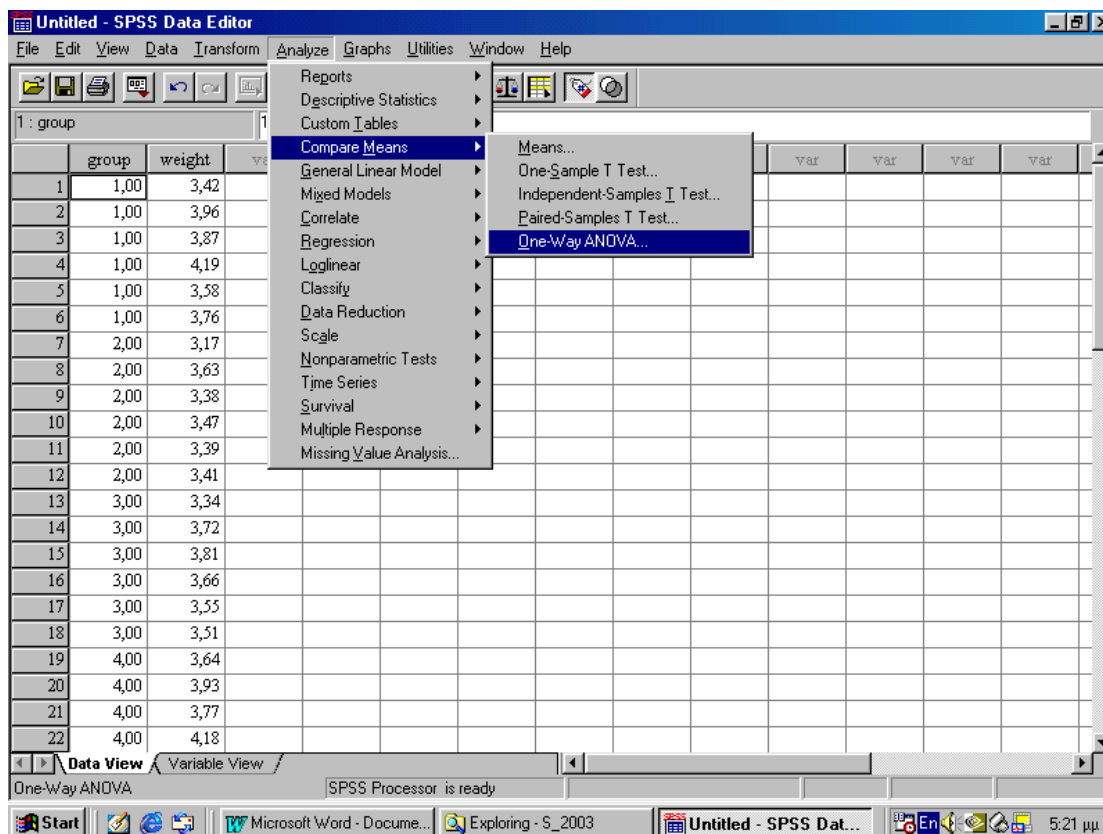 Untitled - SPSS Data Editor
File Edit View Data Transform Analyze Graphs Utilities Window Help
1 : group 1
Reports
Descriptive Statistics
Custom Tables
Compare Means
General Linear Model
Mixed Models
Correlate
Regression
Loglinear
Classify
Data Reduction
Scale
Nonparametric Tests
Time Series
Survival
Multiple Response
Missing Value Analysis...
Means...
One-Sample T Test...
Independent-Samples T Test...
Paired-Samples T Test...
One-Way ANOVA...
group weight va var var var var
1 1,00 3,42
2 1,00 3,96
3 1,00 3,87
4 1,00 4,19
5 1,00 3,58
6 1,00 3,76
7 2,00 3,17
8 2,00 3,63
9 2,00 3,38
10 2,00 3,47
11 2,00 3,39
12 2,00 3,41
13 3,00 3,34
14 3,00 3,72
15 3,00 3,81
16 3,00 3,66
17 3,00 3,55
18 3,00 3,51
19 4,00 3,64
20 4,00 3,93
21 4,00 3,77
22 4,00 4,18
Data View Variable View
One-Way ANOVA SPSS Processor is ready
Start Microsoft Word - Docume... Exploring - S_2003 Untitled - SPSS Dat... En 5:21 μμ